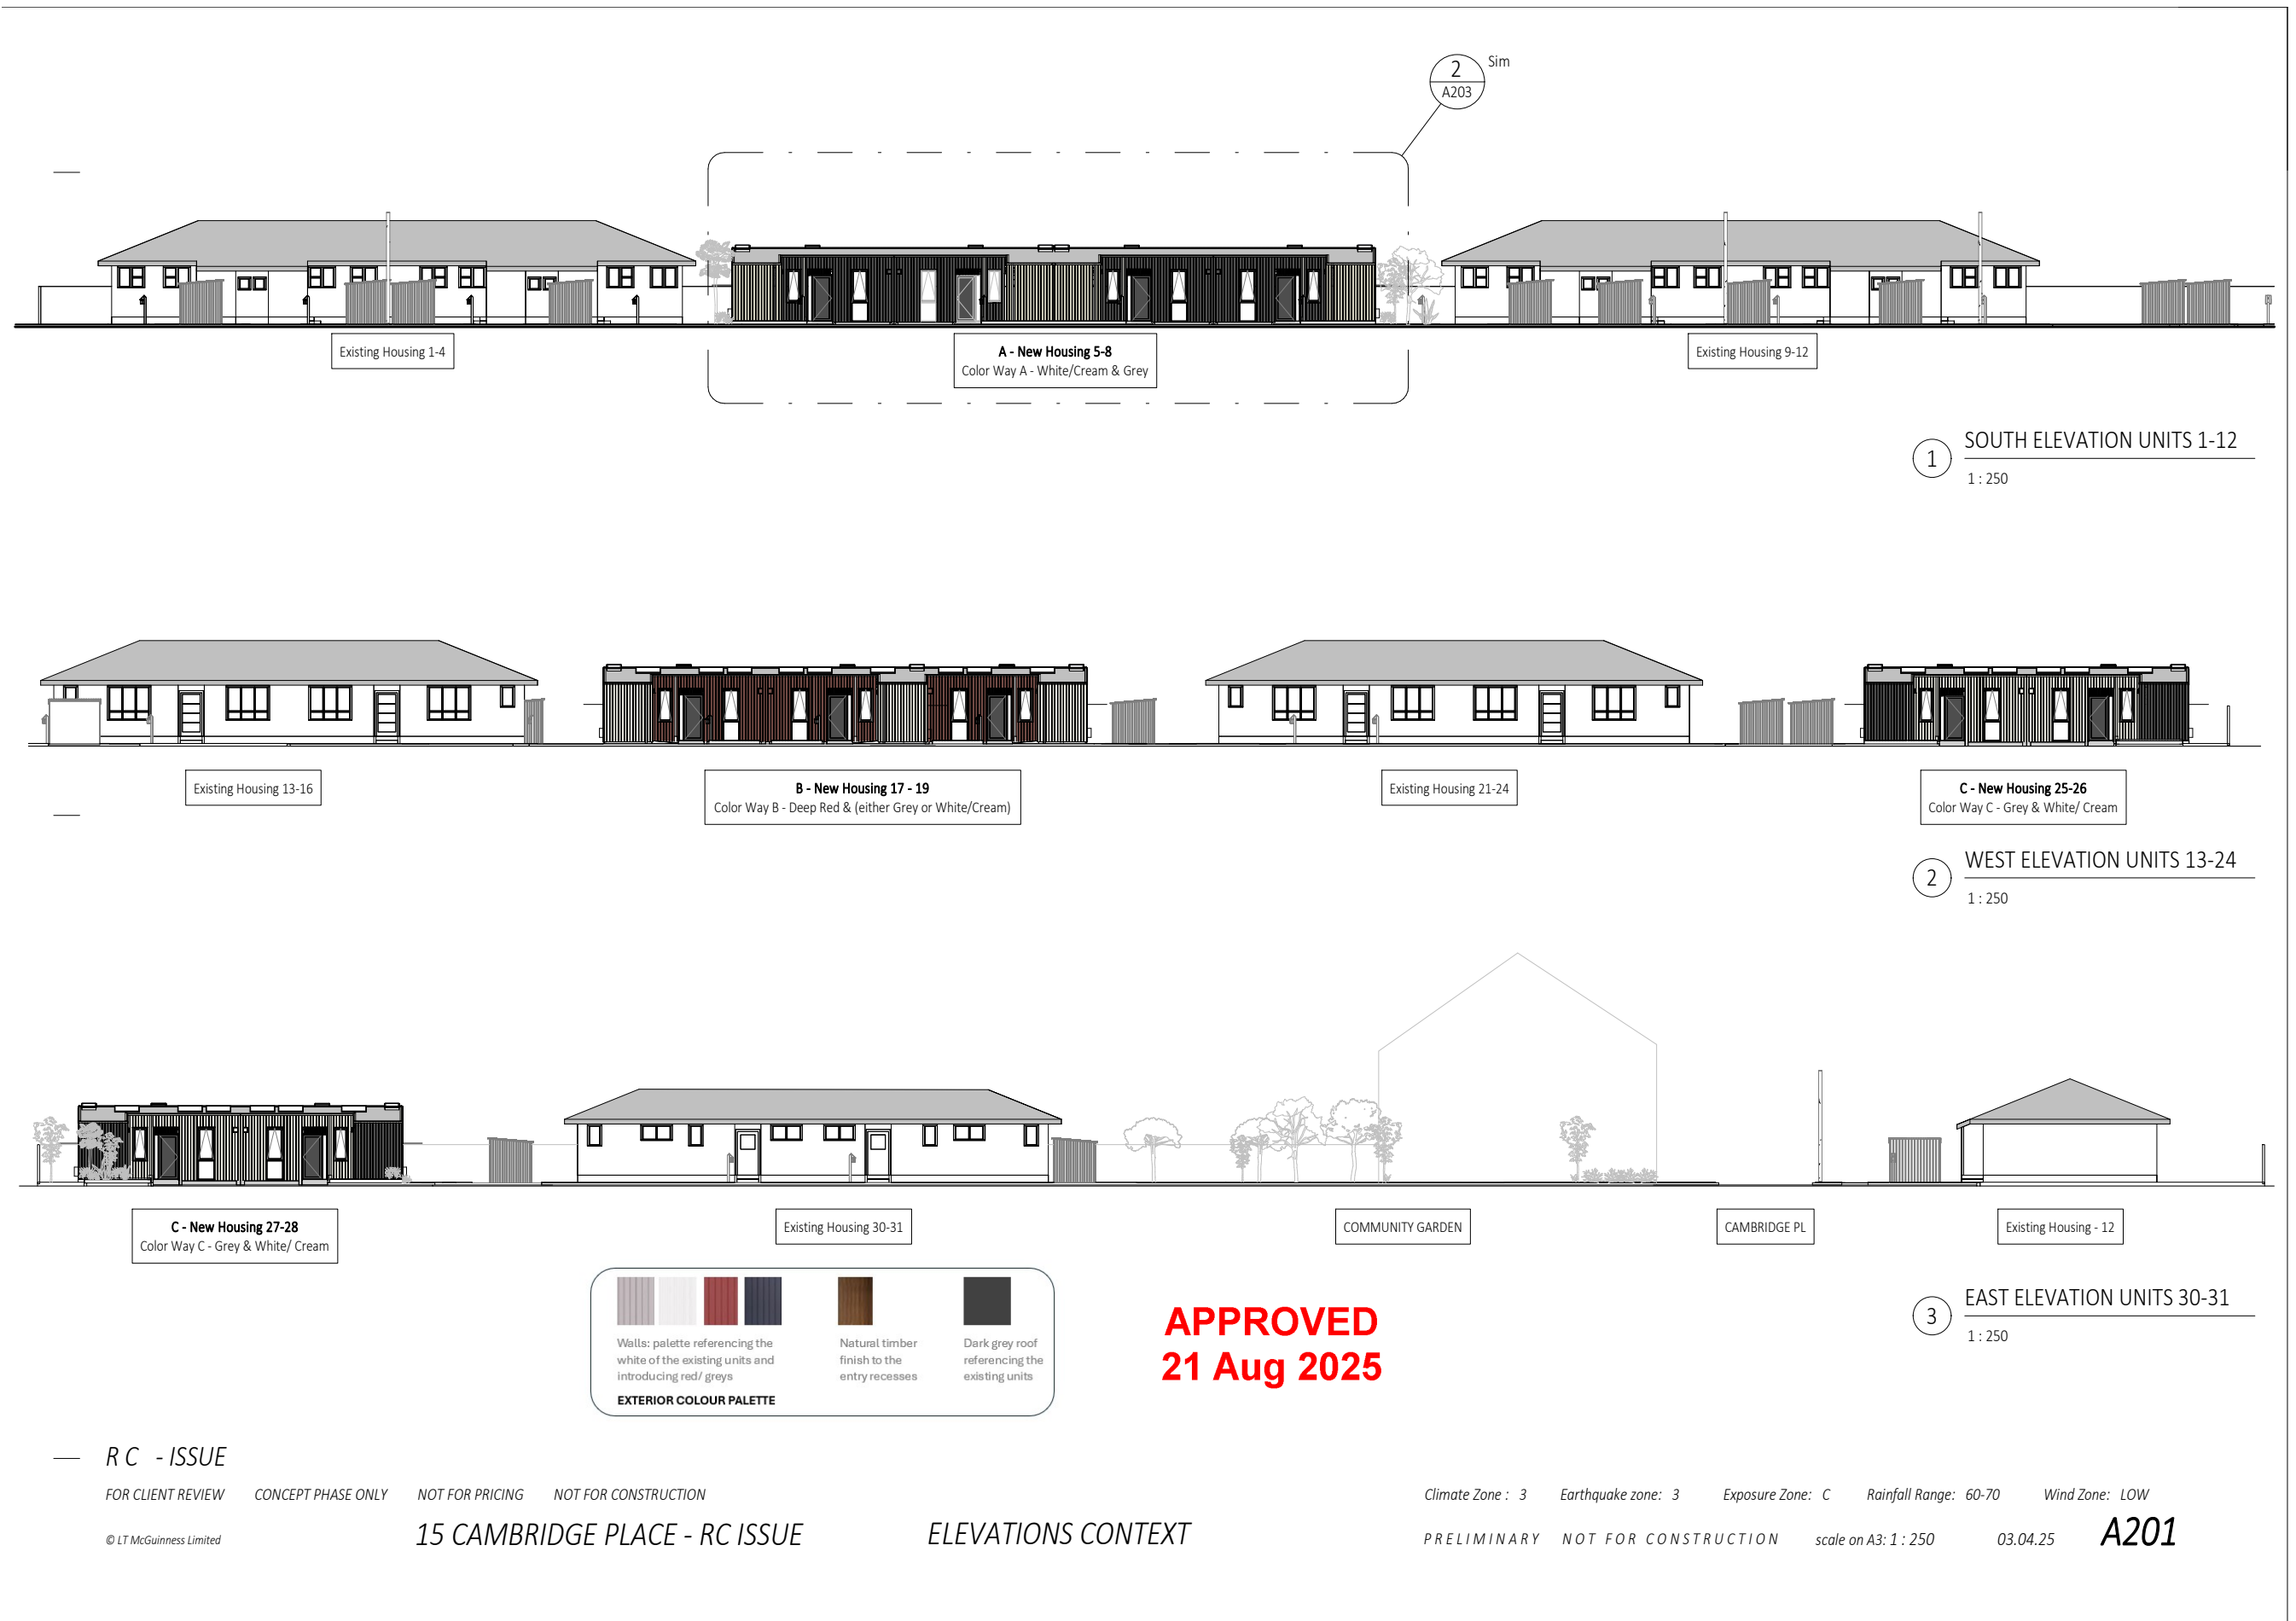 2
A203
Sim
Existing Housing 1-4
A - New Housing 5-8
Color Way A - White/Cream & Grey
Existing Housing 9-12
1
SOUTH ELEVATION UNITS 1-12
1 : 250
Existing Housing 13-16
B - New Housing 17 - 19
Color Way B - Deep Red & (either Grey or White/Cream)
Existing Housing 21-24
C - New Housing 25-26
Color Way C - Grey & White/ Cream
2
WEST ELEVATION UNITS 13-24
1 : 250
C - New Housing 27-28
Color Way C - Grey & White/ Cream
Existing Housing 30-31
COMMUNITY GARDEN
CAMBRIDGE PL
Existing Housing - 12
3
EAST ELEVATION UNITS 30-31
1 : 250
Walls: palette referencing the
white of the existing units and
introducing red/ greys
Natural timber
finish to the
entry recesses
Dark grey roof
referencing the
existing units
EXTERIOR COLOUR PALETTE
APPROVED
21 Aug 2025
R C - ISSUE
FOR CLIENT REVIEW CONCEPT PHASE ONLY NOT FOR PRICING NOT FOR CONSTRUCTION
© LT McGuinness Limited
15 CAMBRIDGE PLACE - RC ISSUE
ELEVATIONS CONTEXT
Climate Zone : 3 Earthquake zone: 3 Exposure Zone: C Rainfall Range: 60-70 Wind Zone: LOW
PRELIMINARY NOT FOR CONSTRUCTION scale on A3: 1 : 250 03.04.25 A201